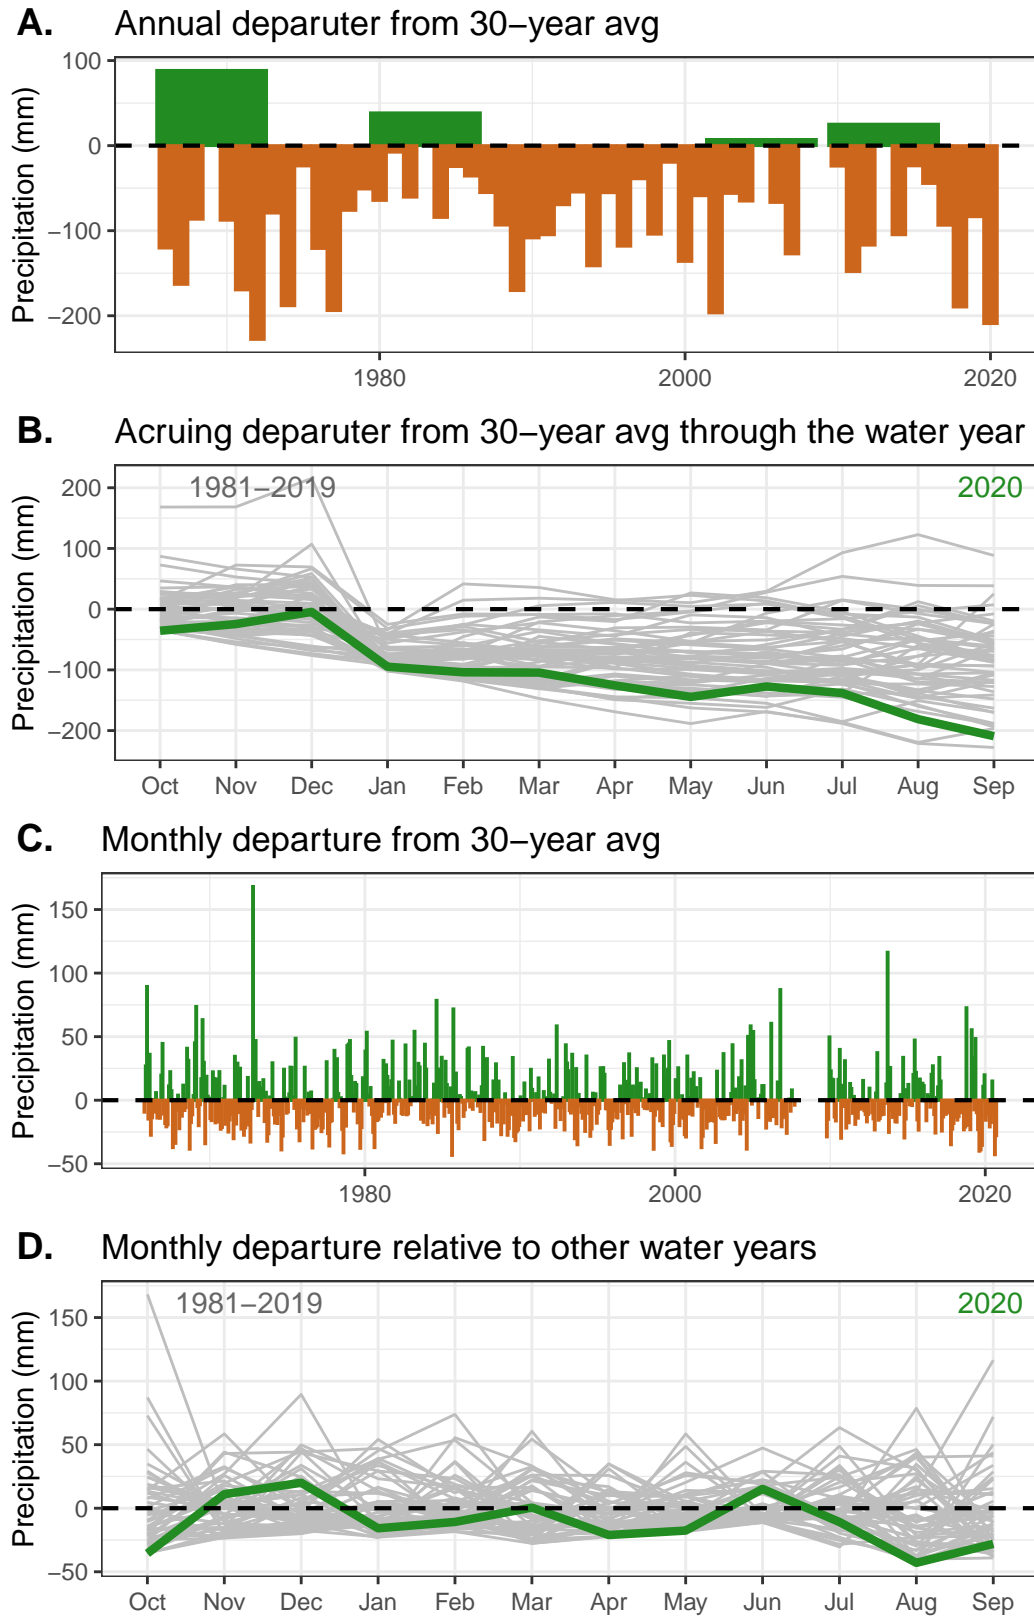 A. Annual deparuter from 30−year avg
Precipitation (mm)
100
0
−100
−200
1980 2000 2020
B. Acruing deparuter from 30−year avg through the water year
Precipitation (mm)
1981−2019 2020
200
100
0
−100
−200
Oct Nov Dec Jan Feb Mar Apr May Jun Jul Aug Sep
C. Monthly departure from 30−year avg
Precipitation (mm)
150
100
50
0
−50
1980 2000 2020
D. Monthly departure relative to other water years
Precipitation (mm)
1981−2019 2020
150
100
50
0
−50
Oct Nov Dec Jan Feb Mar Apr May Jun Jul Aug Sep